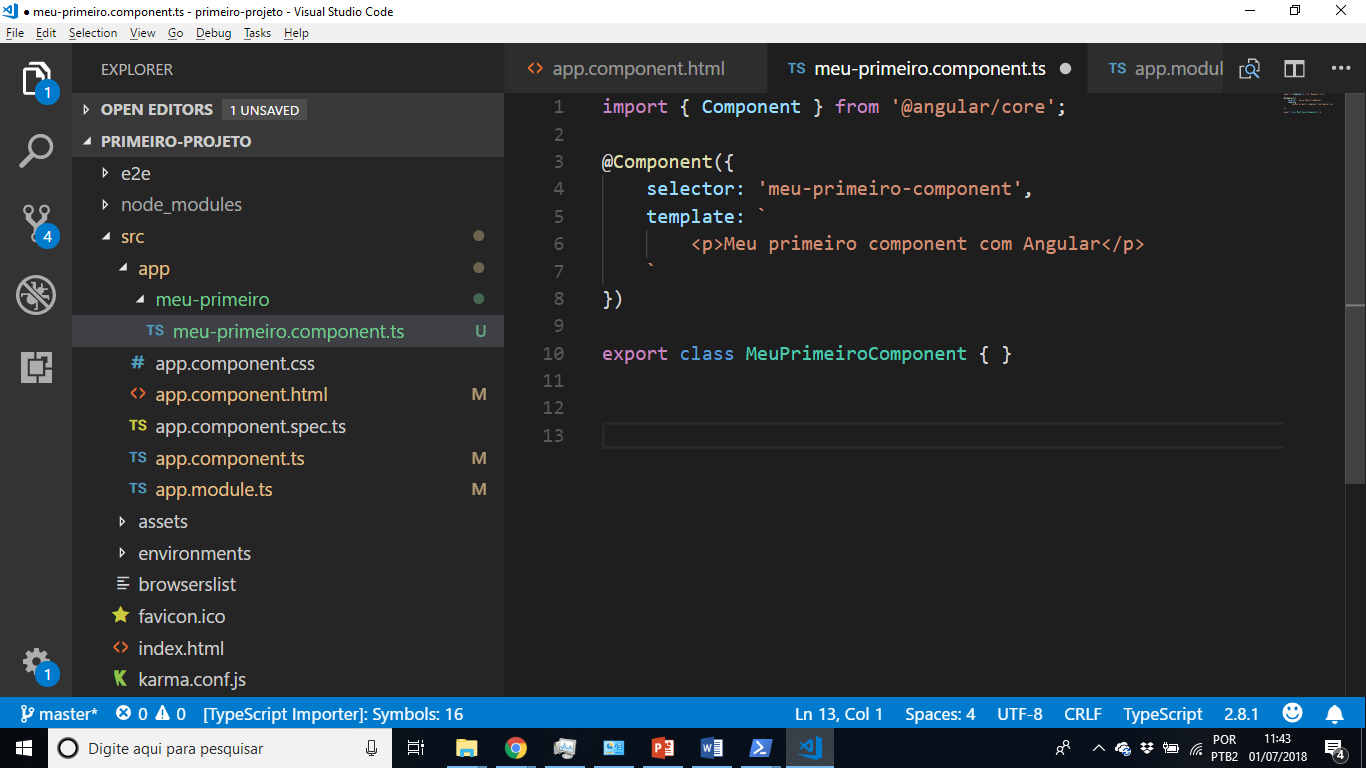 ● meu-primeiro.component.ts - primeiro-projeto - Visual Studio Code
File Edit Selection View Go Debug Tasks Help
EXPLORER
OPEN EDITORS 1 UNSAVED
PRIMEIRO-PROJETO
e2e
node_modules
src
app
meu-primeiro
TS meu-primeiro.component.ts U
# app.component.css
<> app.component.html M
TS app.component.spec.ts
TS app.component.ts M
TS app.module.ts M
assets
environments
browserslist
favicon.ico
<> index.html
karma.conf.js
1
4
1
<> app.component.html TS meu-primeiro.component.ts ● TS app.modul
1 import { Component } from '@angular/core';
2
3 @Component({
4 selector: 'meu-primeiro-component',
5 template: `
6 <p>Meu primeiro component com Angular</p>
7 `
8 })
9
10 export class MeuPrimeiroComponent { }
11
12
13
master* 0 0 [TypeScript Importer]: Symbols: 16 Ln 13, Col 1 Spaces: 4 UTF-8 CRLF TypeScript 2.8.1
Digite aqui para pesquisar
POR
PTB2
11:43
01/07/2018
4